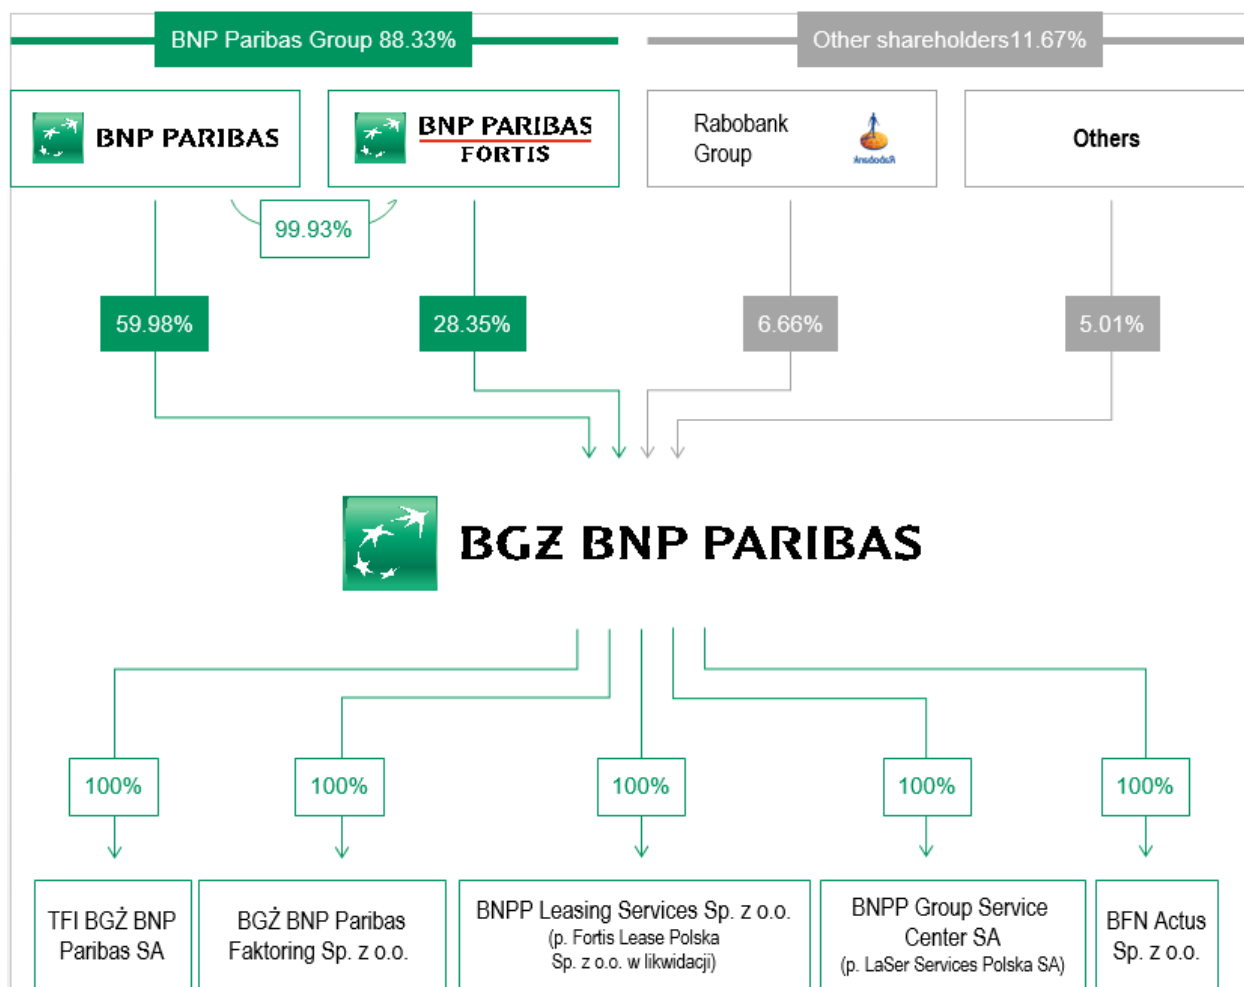 BNP Paribas Group 88.33%
Other shareholders11.67%
BNP PARIBAS
BNP PARIBAS
FORTIS
Rabobank
Group
Rabobank
Others
99.93%
59.98%
28.35%
6.66%
5.01%
BGŻ BNP PARIBAS
100%
100%
100%
100%
100%
TFI BGŻ BNP
Paribas SA
BGŻ BNP Paribas
Faktoring Sp. z o.o.
BNPP Leasing Services Sp. z o.o.
(p. Fortis Lease Polska
Sp. z o.o. w likwidacji)
BNPP Group Service
Center SA
(p. LaSer Services Polska SA)
BFN Actus
Sp. z o.o.